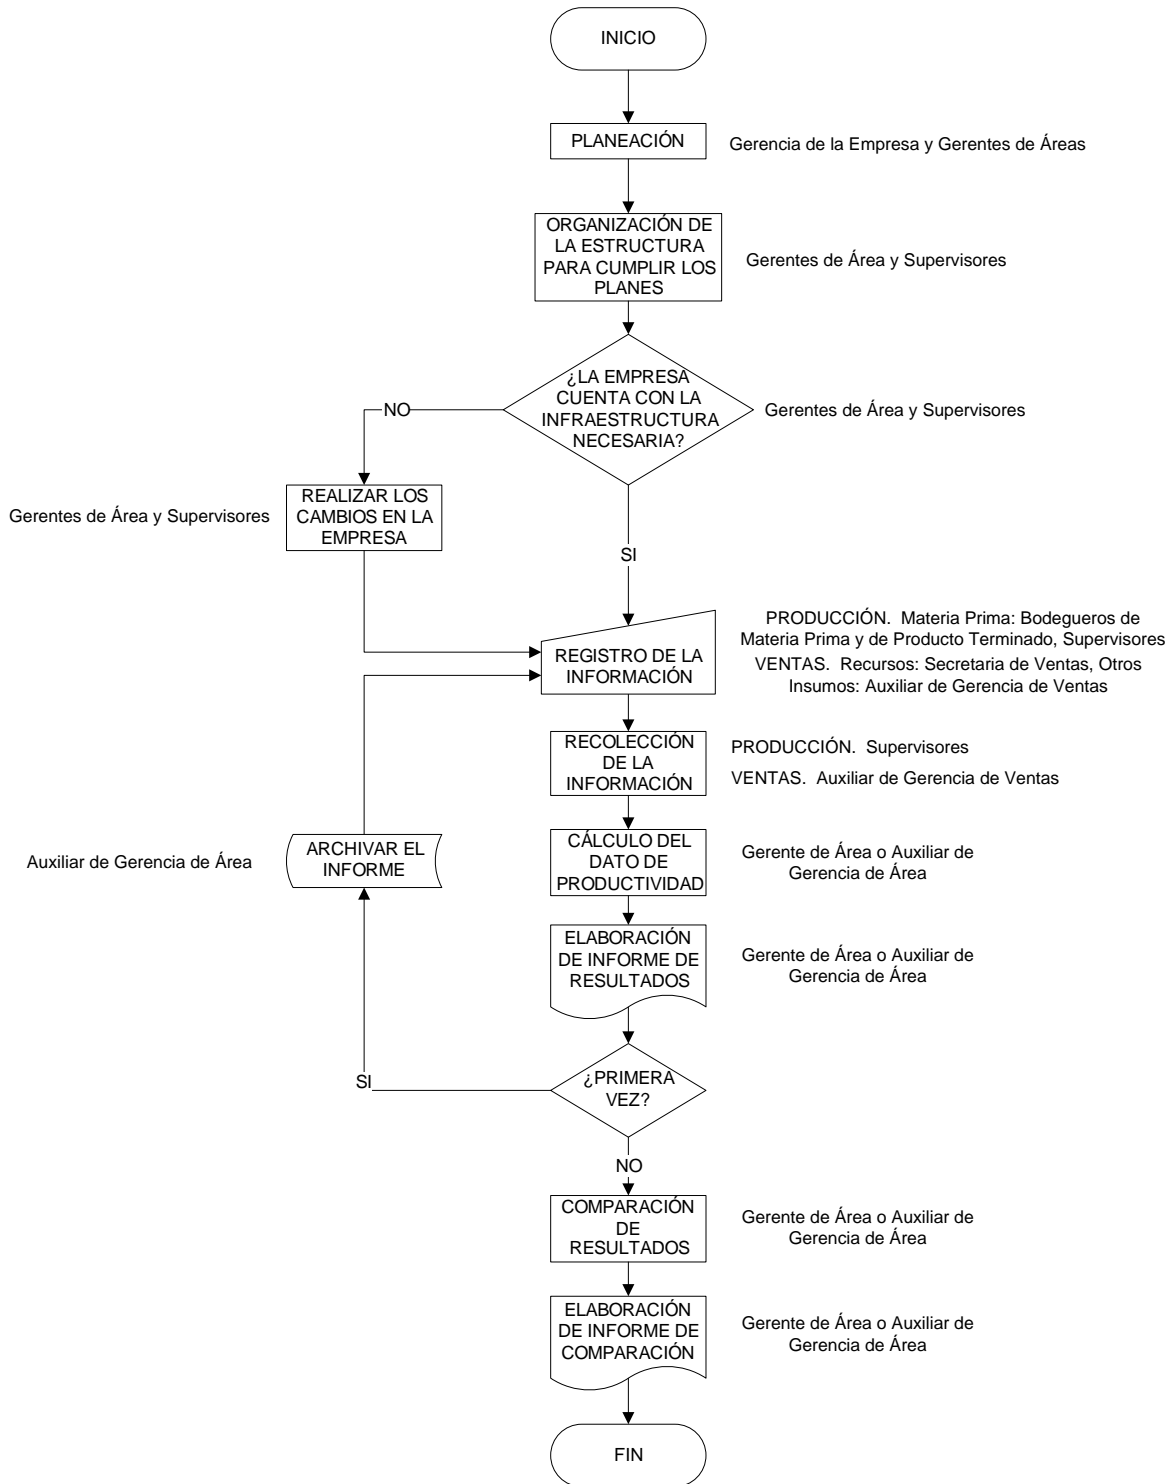 INICIO
PLANEACIÓN
Gerencia de la Empresa y Gerentes de Áreas
ORGANIZACIÓN DE
LA ESTRUCTURA
PARA CUMPLIR LOS
PLANES
Gerentes de Área y Supervisores
¿LA EMPRESA
CUENTA CON LA
INFRAESTRUCTURA
NECESARIA?
Gerentes de Área y Supervisores
NO
Gerentes de Área y Supervisores
REALIZAR LOS
CAMBIOS EN LA
EMPRESA
SI
REGISTRO DE LA
INFORMACIÓN
PRODUCCIÓN. Materia Prima: Bodegueros de
Materia Prima y de Producto Terminado, Supervisores
VENTAS. Recursos: Secretaria de Ventas, Otros
Insumos: Auxiliar de Gerencia de Ventas
RECOLECCIÓN
DE LA
INFORMACIÓN
PRODUCCIÓN. Supervisores
VENTAS. Auxiliar de Gerencia de Ventas
Auxiliar de Gerencia de Área
ARCHIVAR EL
INFORME
CÁLCULO DEL
DATO DE
PRODUCTIVIDAD
Gerente de Área o Auxiliar de
Gerencia de Área
ELABORACIÓN
DE INFORME DE
RESULTADOS
Gerente de Área o Auxiliar de
Gerencia de Área
¿PRIMERA
VEZ?
SI
NO
COMPARACIÓN
DE
RESULTADOS
Gerente de Área o Auxiliar de
Gerencia de Área
ELABORACIÓN
DE INFORME DE
COMPARACIÓN
Gerente de Área o Auxiliar de
Gerencia de Área
FIN